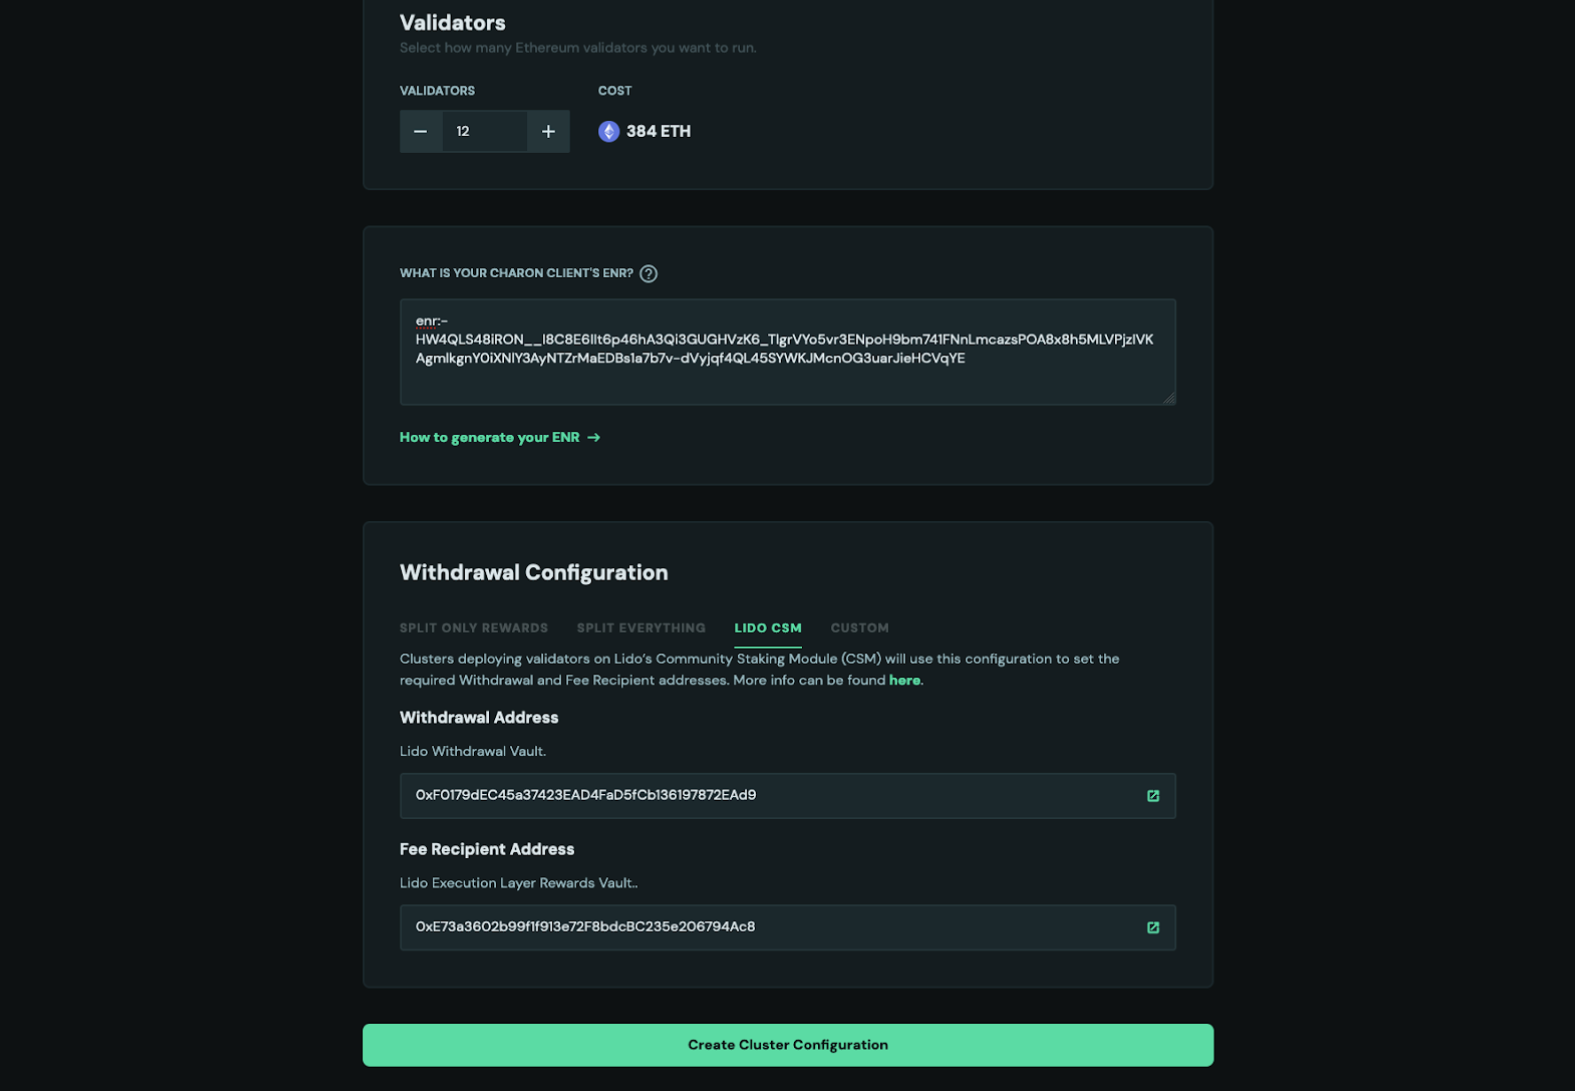 Validators
Select how many Ethereum validators you want to run.
VALIDATORS
COST
− 12 +
384 ETH
WHAT IS YOUR CHARON CLIENT'S ENR?
enr:-
HW4QLS48iRON__I8C8E6IIt6p46hA3Qi3GUGHVzK6_TIgrVYo5vr3ENpoH9bm741FNnLmcazsPOA8x8h5MLVPjzIVK
AgmlkgnY0iXNIY3AyNTZrMaEDBs1a7b7v-dVyjqf4QL45SYWKJMcnOG3uarJieHCVqYE
How to generate your ENR →
Withdrawal Configuration
SPLIT ONLY REWARDS
SPLIT EVERYTHING
LIDO CSM
CUSTOM
Clusters deploying validators on Lido's Community Staking Module (CSM) will use this configuration to set the
required Withdrawal and Fee Recipient addresses. More info can be found here.
Withdrawal Address
Lido Withdrawal Vault.
0xF0179dEC45a37423EAD4FaD5fCb136197872EAd9
Fee Recipient Address
Lido Execution Layer Rewards Vault..
0xE73a3602b99f1f913e72F8bdcBC235e206794Ac8
Create Cluster Configuration